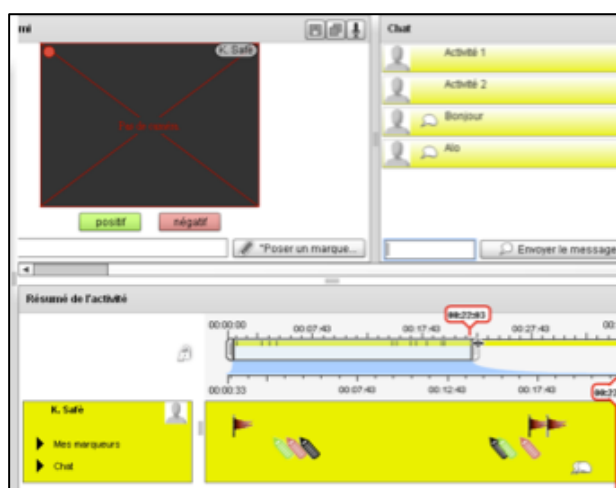 mi
K. Safé
Chat
Activité 1
Activité 2
Bonjour
Alo
positif
négatif
"Poser un marque...
Envoyer le message
Résumé de l'activité
00:22:03
00:00:00 00:07:43 00:17:43 00:27:43
00:00:33 00:07:43 00:12:43 00:17:43
K. Safé
Mes marqueurs
Chat